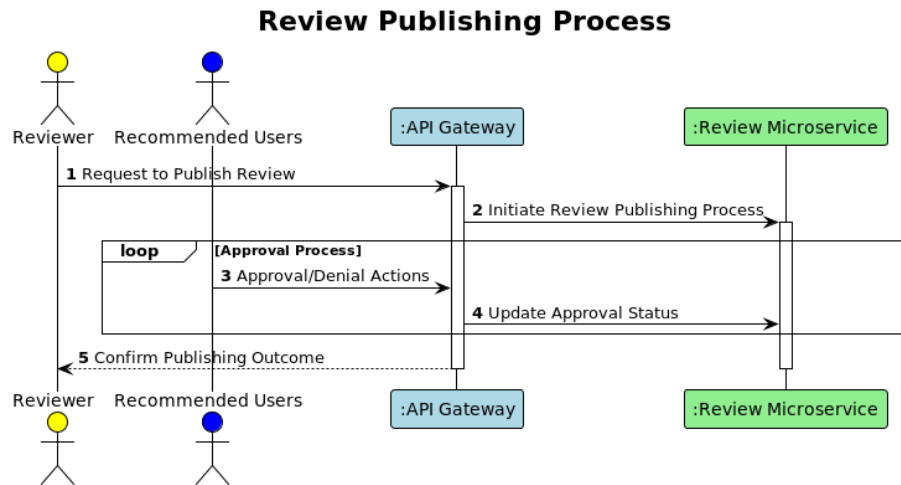 Review Publishing Process
Reviewer
Recommended Users
:API Gateway
:Review Microservice
1 Request to Publish Review
2 Initiate Review Publishing Process
loop [Approval Process]
3 Approval/Denial Actions
4 Update Approval Status
5 Confirm Publishing Outcome
Reviewer
Recommended Users
:API Gateway
:Review Microservice